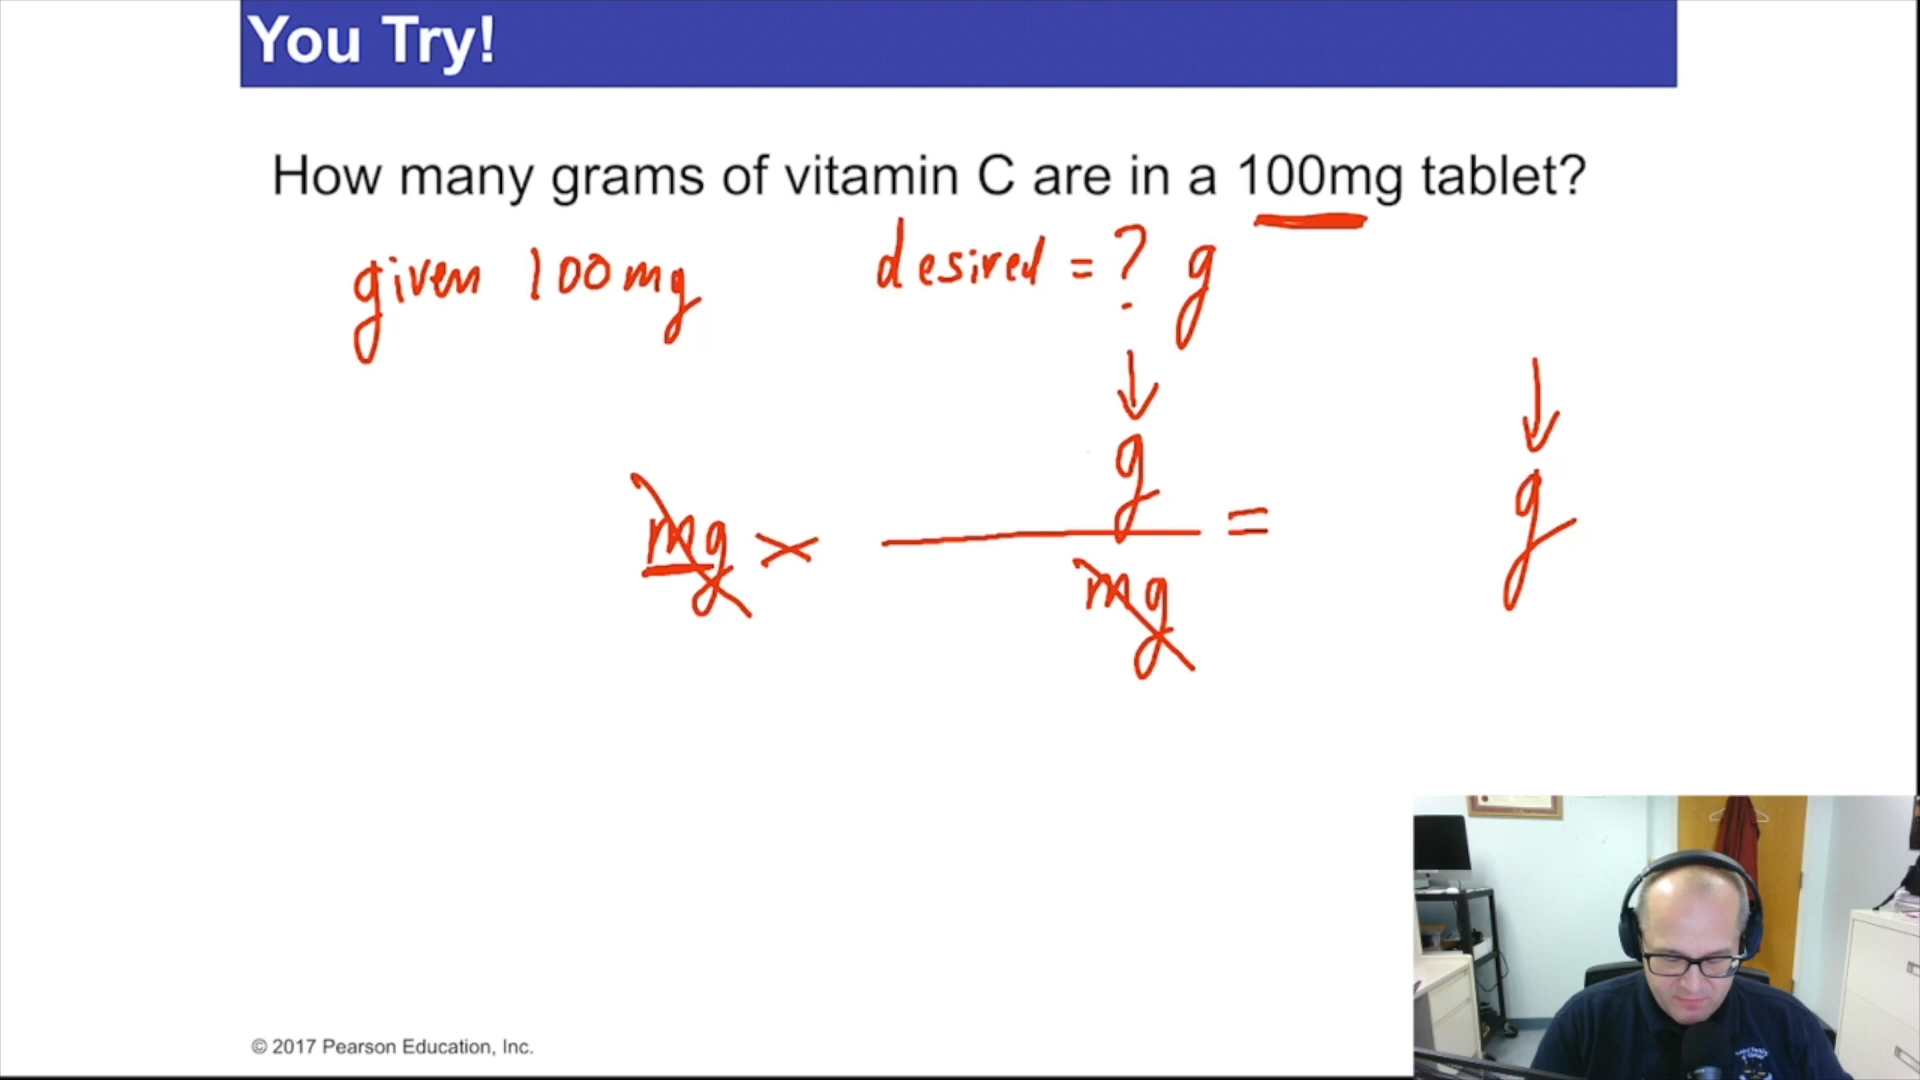 You Try!
How many grams of vitamin C are in a 100mg tablet?
given 100mg desired = ? g
mg × g / mg = g
© 2017 Pearson Education, Inc.